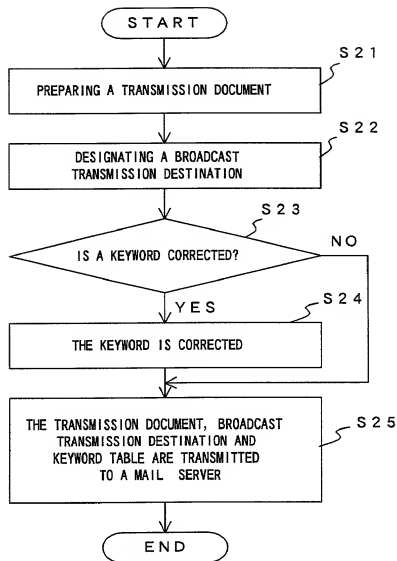 START
S21
PREPARING A TRANSMISSION DOCUMENT
S22
DESIGNATING A BROADCAST
TRANSMISSION DESTINATION
S23
IS A KEYWORD CORRECTED?
NO
YES
S24
THE KEYWORD IS CORRECTED
THE TRANSMISSION DOCUMENT, BROADCAST
TRANSMISSION DESTINATION AND
KEYWORD TABLE ARE TRANSMITTED
TO A MAIL SERVER
S25
END